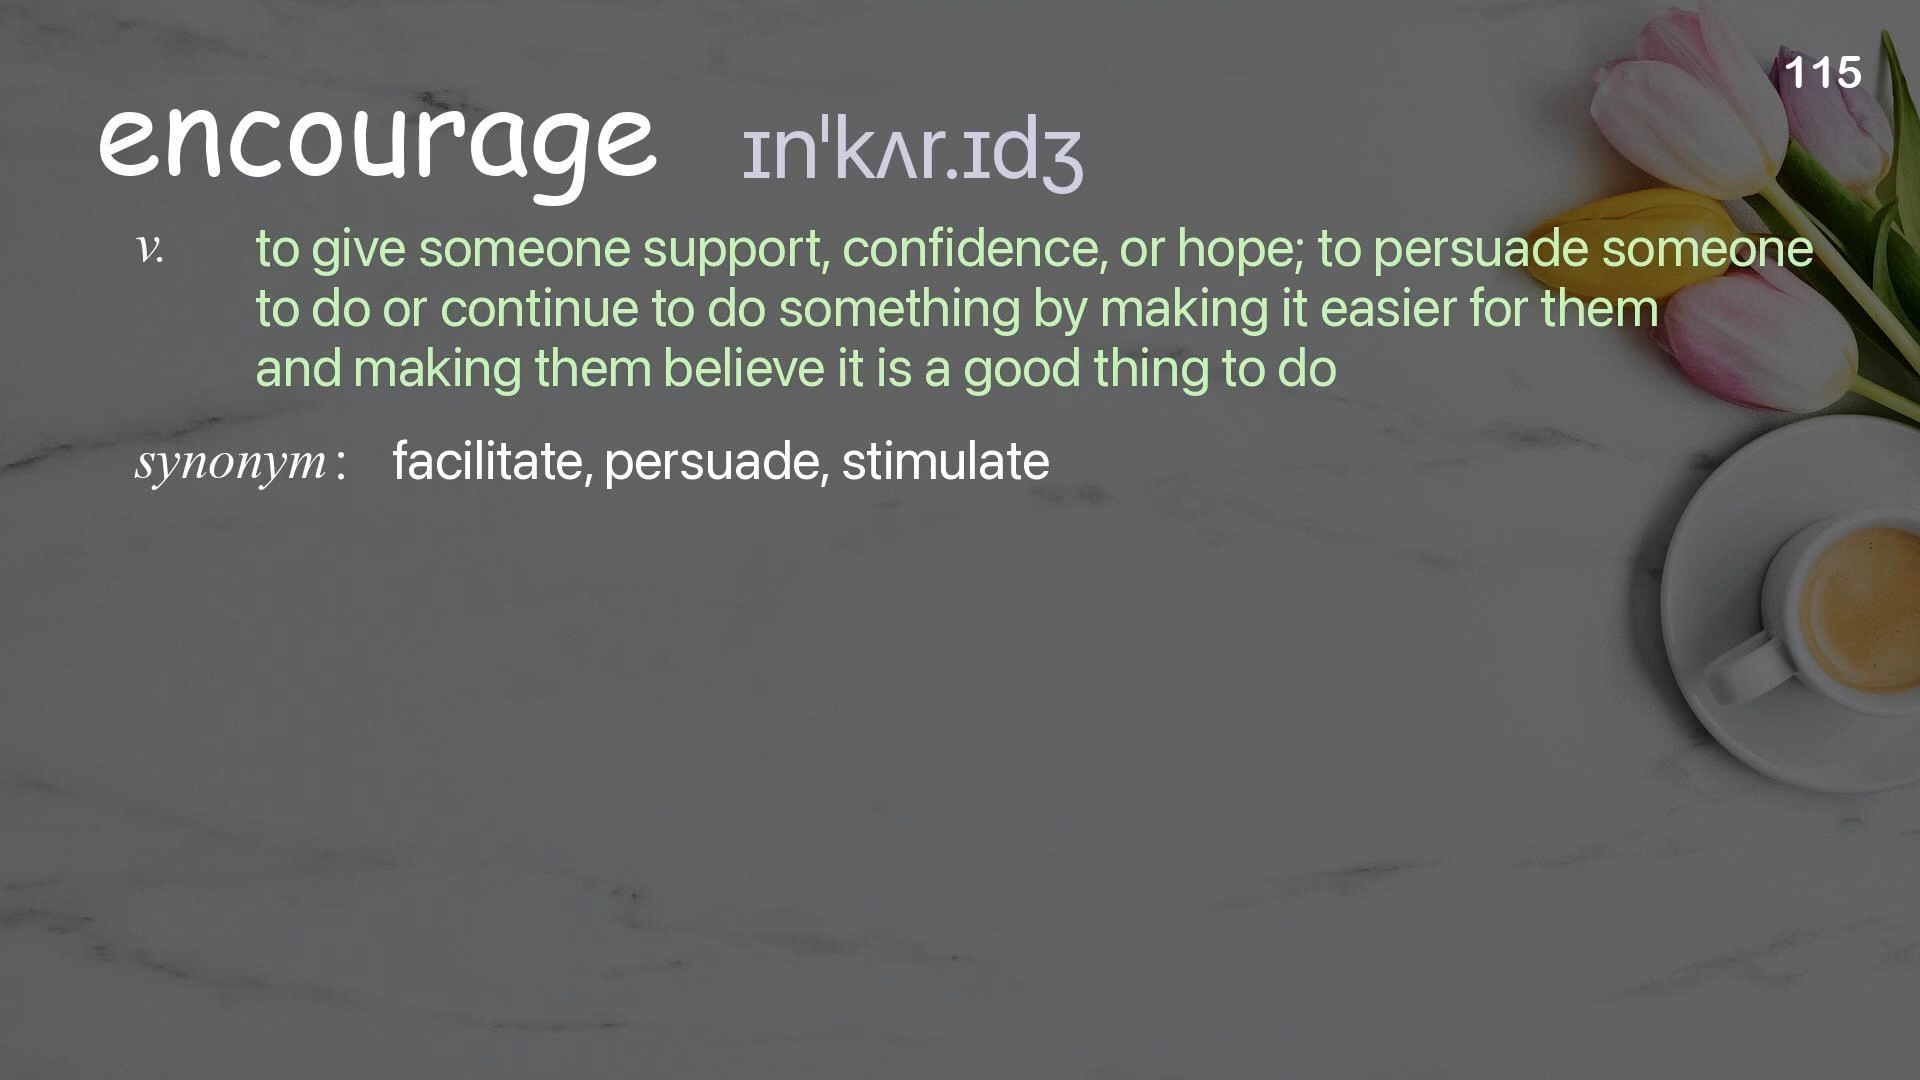 115
encourage ɪnˈkʌr.ɪdʒ
v. to give someone support, confidence, or hope; to persuade someone
to do or continue to do something by making it easier for them
and making them believe it is a good thing to do
synonym : facilitate, persuade, stimulate